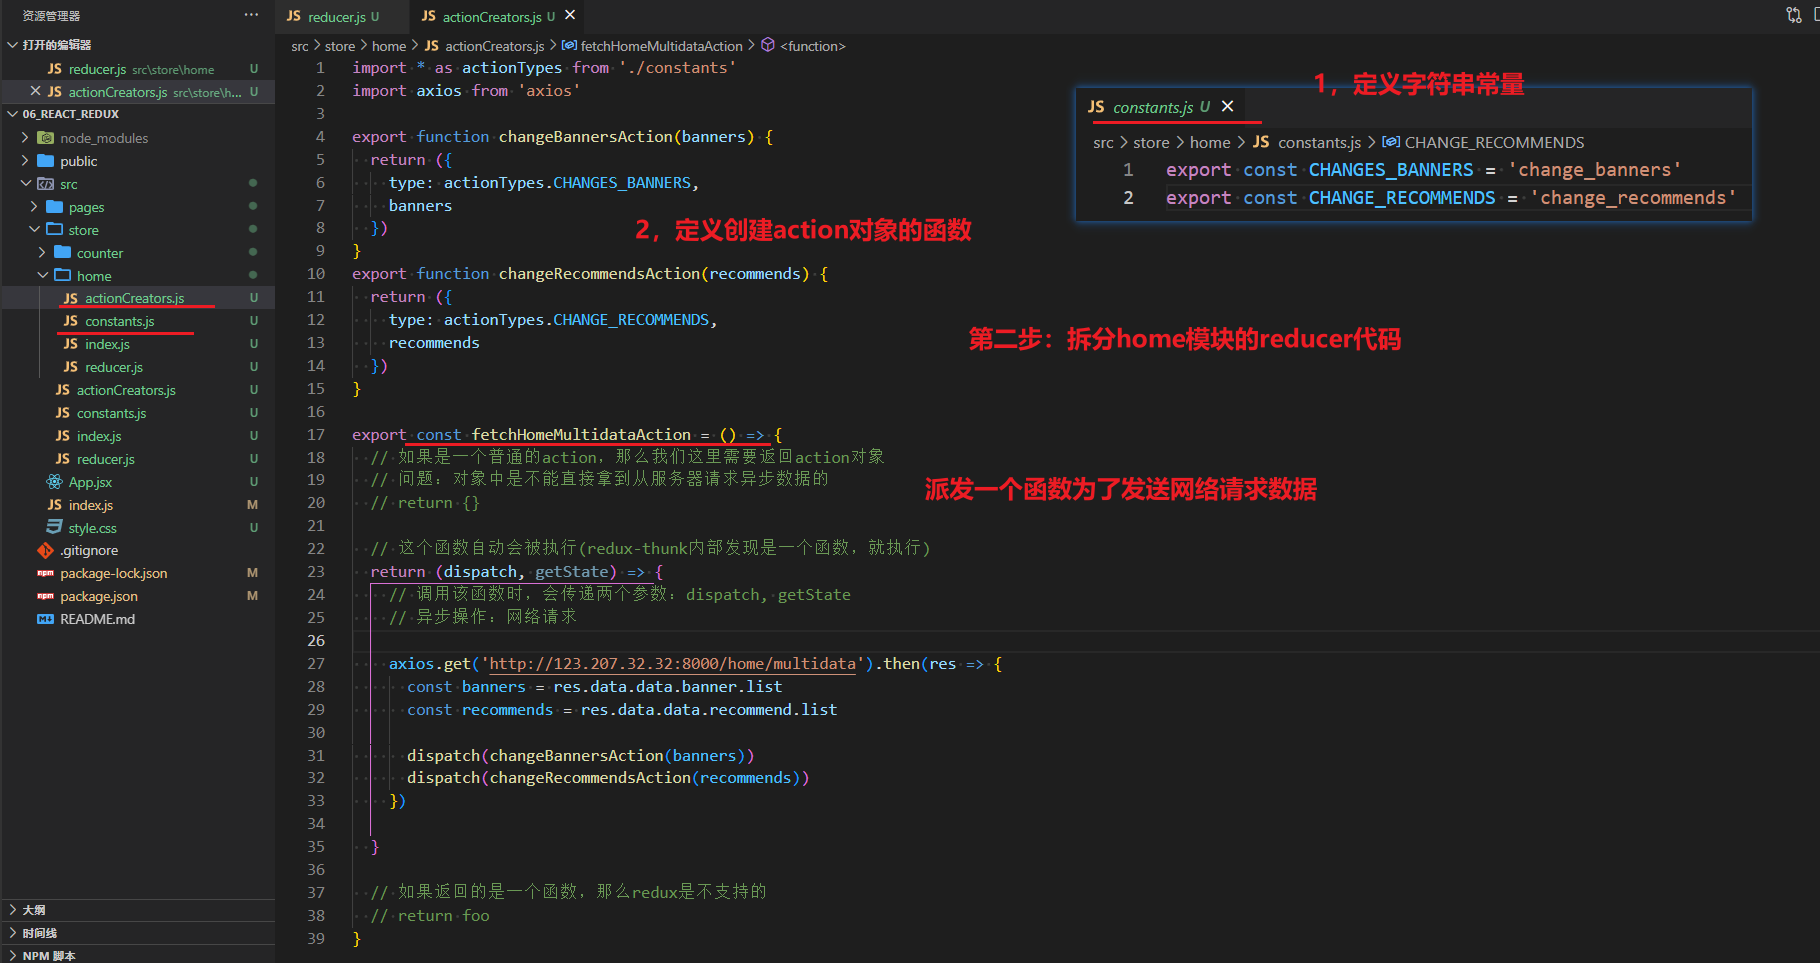 资源管理器
打开的编辑器
JS reducer.js src\store\home U
JS actionCreators.js src\store\h... U
06_REACT_REDUX
node_modules
public
src
pages
store
counter
home
JS actionCreators.js U
JS constants.js U
JS index.js U
JS reducer.js U
JS actionCreators.js U
JS constants.js U
JS index.js U
JS reducer.js U
App.jsx U
JS index.js M
style.css U
.gitignore
npm package-lock.json M
npm package.json M
README.md
大纲
时间线
NPM 脚本
JS reducer.js U
JS actionCreators.js U
src > store > home > JS actionCreators.js > fetchHomeMultidataAction > <function>
1 import * as actionTypes from './constants'
2 import axios from 'axios'
3
4 export function changeBannersAction(banners) {
5 return ({
6 type: actionTypes.CHANGES_BANNERS,
7 banners
8 })
9 }
10 export function changeRecommendsAction(recommends) {
11 return ({
12 type: actionTypes.CHANGE_RECOMMENDS,
13 recommends
14 })
15 }
16
17 export const fetchHomeMultidataAction = () => {
18 // 如果是一个普通的action, 那么我们这里需要返回action对象
19 // 问题: 对象中是不能直接拿到从服务器请求异步数据的
20 // return {}
21
22 // 这个函数自动会被执行(redux-thunk内部发现是一个函数, 就执行)
23 return (dispatch, getState) => {
24 // 调用该函数时, 会传递两个参数: dispatch, getState
25 // 异步操作: 网络请求
26
27 axios.get('http://123.207.32.32:8000/home/multidata').then(res => {
28 const banners = res.data.data.banner.list
29 const recommends = res.data.data.recommend.list
30
31 dispatch(changeBannersAction(banners))
32 dispatch(changeRecommendsAction(recommends))
33 })
34
35 }
36
37 // 如果返回的是一个函数, 那么redux是不支持的
38 // return foo
39 }
1，定义字符串常量
JS constants.js U
src > store > home > JS constants.js > CHANGE_RECOMMENDS
1 export const CHANGES_BANNERS = 'change_banners'
2 export const CHANGE_RECOMMENDS = 'change_recommends'
2，定义创建action对象的函数
第二步：拆分home模块的reducer代码
派发一个函数为了发送网络请求数据